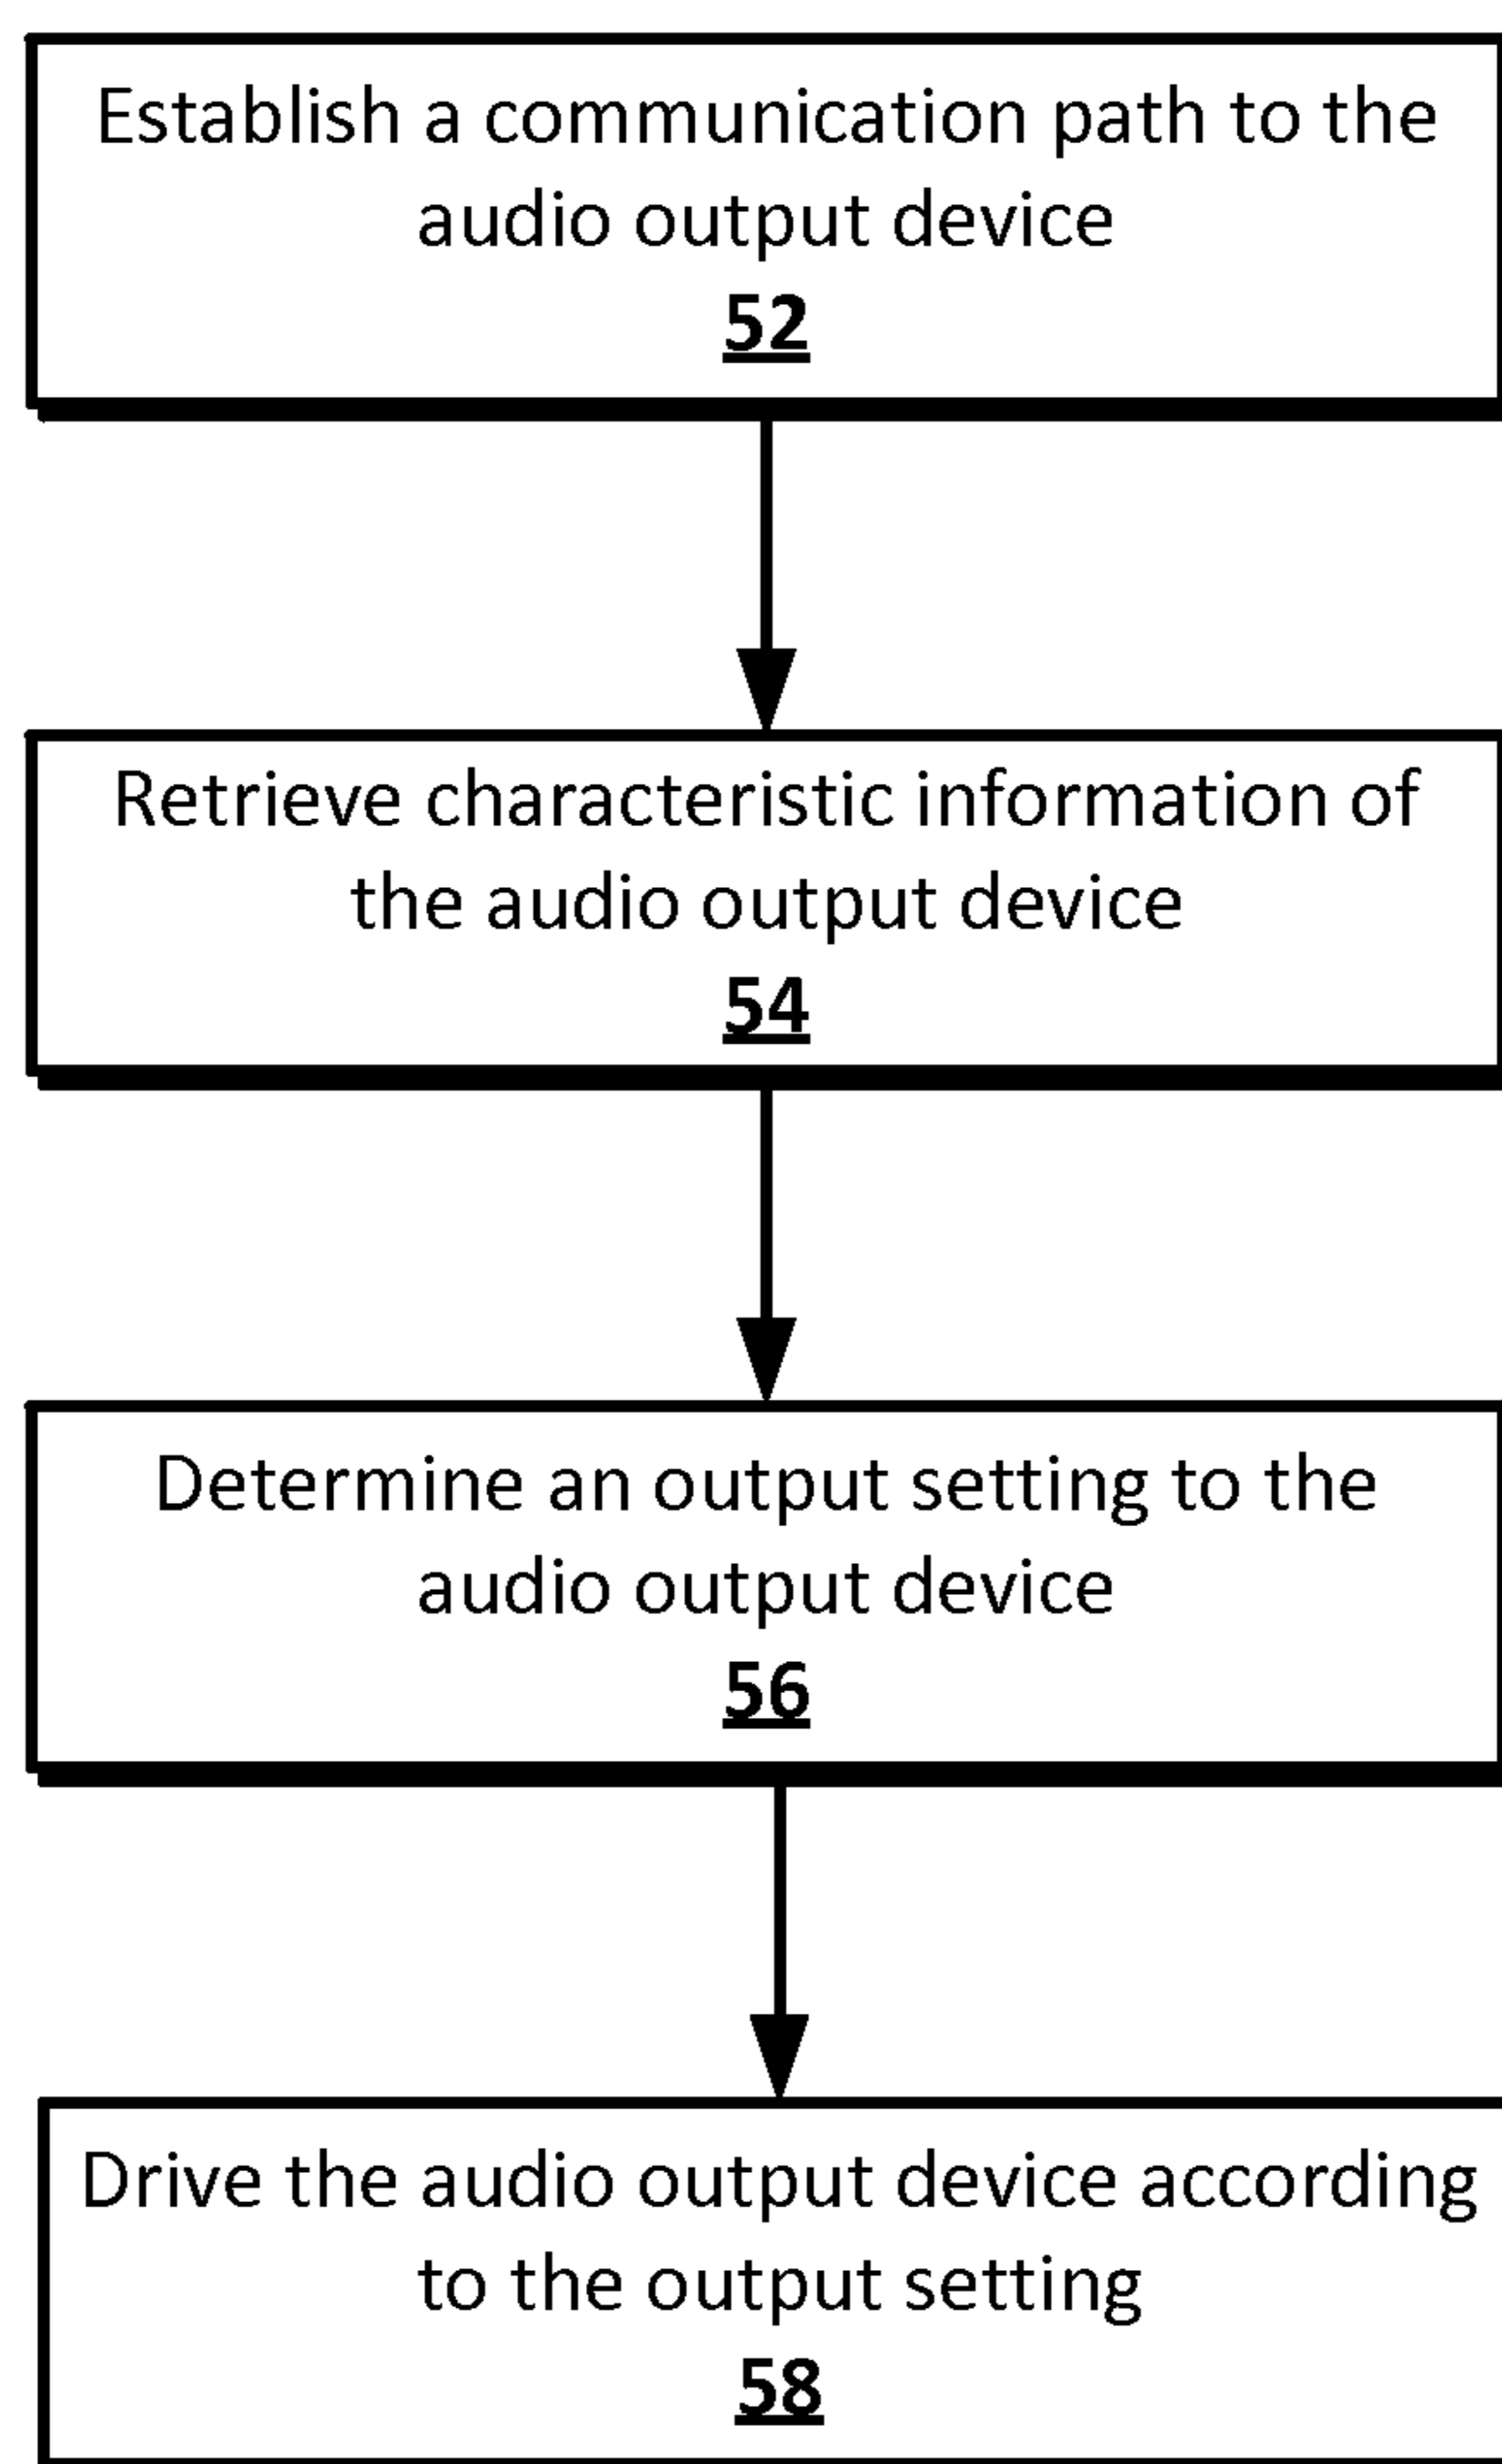 Establish a communication path to the
audio output device
52
Retrieve characteristic information of
the audio output device
54
Determine an output setting to the
audio output device
56
Drive the audio output device according
to the output setting
58